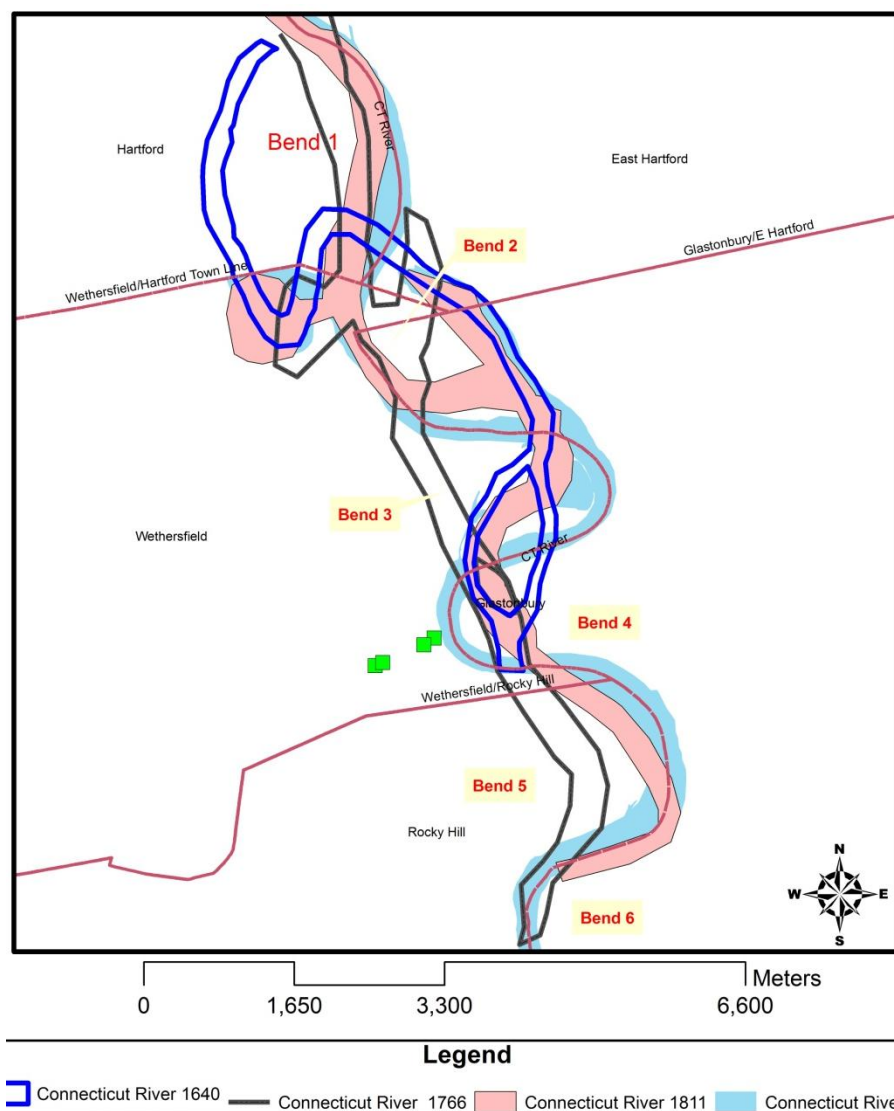 Bend 1
CT River
Hartford
East Hartford
Bend 2
Glastonbury/E Hartford
Wethersfield/Hartford Town Line
Bend 3
Wethersfield
CT River
Glastonbury
Bend 4
Wethersfield/Rocky Hill
Bend 5
Rocky Hill
Bend 6
N
W E
S
Meters
0 1,650 3,300 6,600
Legend
Connecticut River 1640 Connecticut River 1766 Connecticut River 1811 Connecticut Rive